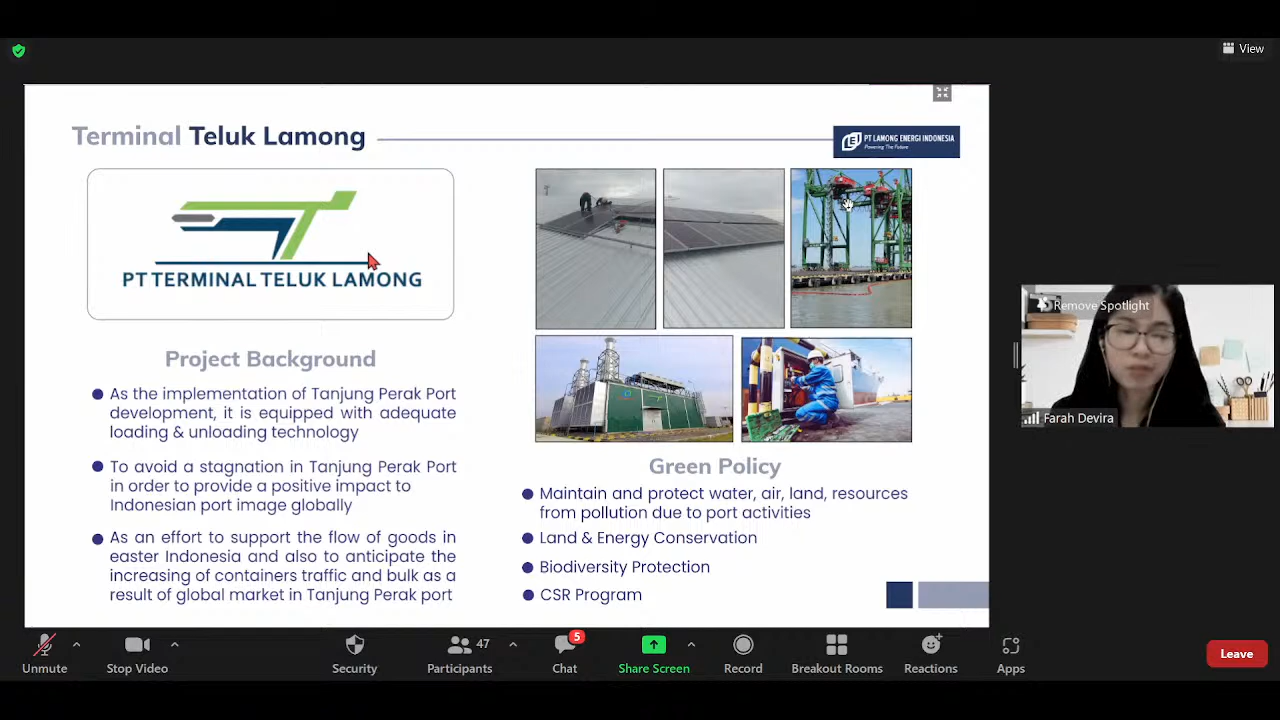 View
Terminal Teluk Lamong
PT LAMONG ENERGI INDONESIA
Powering The Future
PT TERMINAL TELUK LAMONG
Project Background
As the implementation of Tanjung Perak Port
development, it is equipped with adequate
loading & unloading technology
To avoid a stagnation in Tanjung Perak Port
in order to provide a positive impact to
Indonesian port image globally
As an effort to support the flow of goods in
easter Indonesia and also to anticipate the
increasing of containers traffic and bulk as a
result of global market in Tanjung Perak port
Green Policy
Maintain and protect water, air, land, resources
from pollution due to port activities
Land & Energy Conservation
Biodiversity Protection
CSR Program
Remove Spotlight
Farah Devira
Unmute
Stop Video
Security
47
Participants
5
Chat
Share Screen
Record
Breakout Rooms
Reactions
Apps
Leave